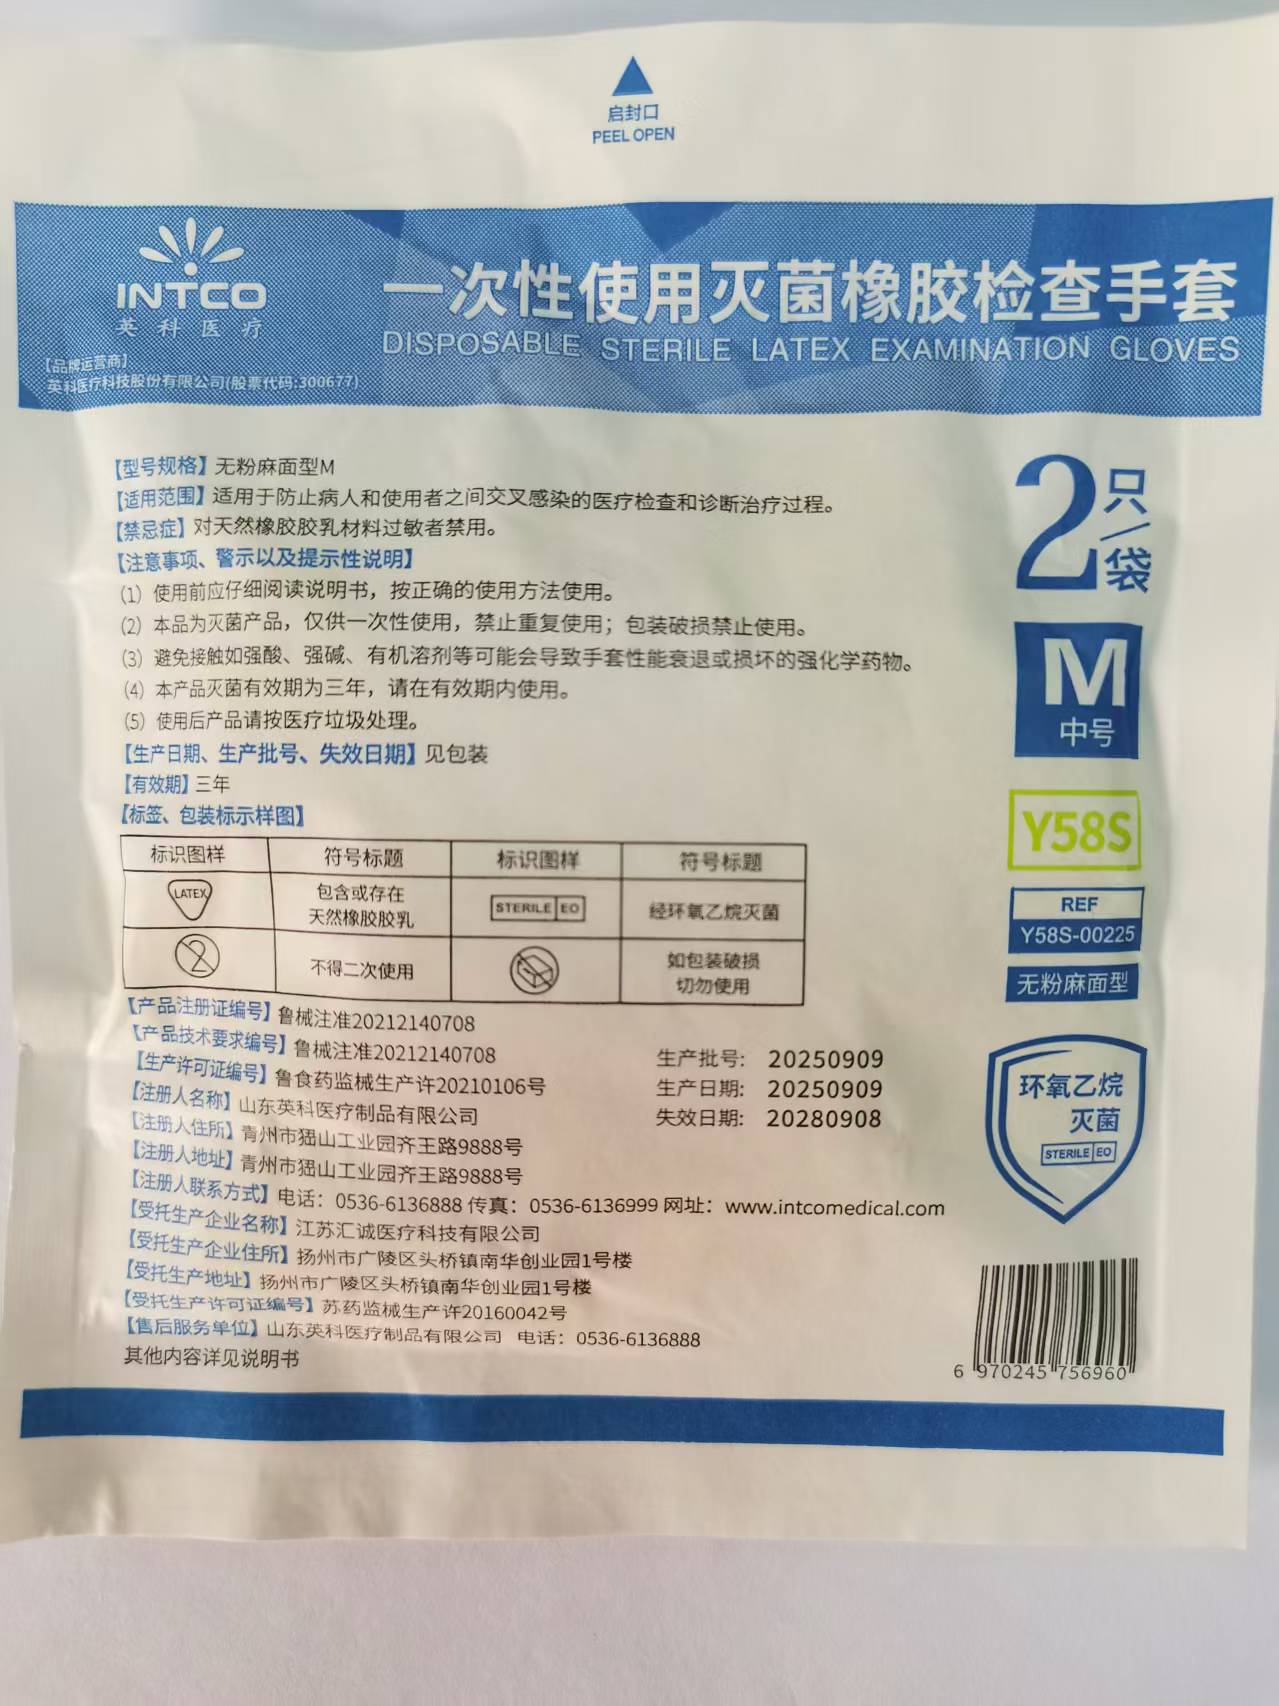 启封口
PEEL OPEN
INTCO
英科医疗
【品牌运营商】
英科医疗科技股份有限公司(股票代码:300677)
一次性使用灭菌橡胶检查手套
DISPOSABLE STERILE LATEX EXAMINATION GLOVES
【型号规格】无粉麻面型M
【适用范围】适用于防止病人和使用者之间交叉感染的医疗检查和诊断治疗过程。
【禁忌症】对天然橡胶胶乳材料过敏者禁用。
【注意事项、警示以及提示性说明】
(1) 使用前应仔细阅读说明书，按正确的使用方法使用。
(2) 本品为灭菌产品，仅供一次性使用，禁止重复使用；包装破损禁止使用。
(3) 避免接触如强酸、强碱、有机溶剂等可能会导致手套性能衰退或损坏的强化学药物。
(4) 本产品灭菌有效期为三年，请在有效期内使用。
(5) 使用后产品请按医疗垃圾处理。
【生产日期、生产批号、失效日期】见包装
【有效期】三年
【标签、包装标示样图】
标识图样 符号标题 标识图样 符号标题
LATEX 包含或存在 STERILE EO 经环氧乙烷灭菌
天然橡胶胶乳
2 不得二次使用 如包装破损
切勿使用
【产品注册证编号】鲁械注准20212140708
【产品技术要求编号】鲁械注准20212140708
【生产许可证编号】鲁食药监械生产许20210106号
【注册人名称】山东英科医疗制品有限公司
【注册人住所】青州市猺山工业园齐王路9888号
【注册人地址】青州市猺山工业园齐王路9888号
【注册人联系方式】电话：0536-6136888 传真：0536-6136999 网址：www.intcomedical.com
【受托生产企业名称】江苏汇诚医疗科技有限公司
【受托生产企业住所】扬州市广陵区头桥镇南华创业园1号楼
【受托生产地址】扬州市广陵区头桥镇南华创业园1号楼
【受托生产许可证编号】苏药监械生产许20160042号
【售后服务单位】山东英科医疗制品有限公司 电话：0536-6136888
其他内容详见说明书
生产批号: 20250909
生产日期: 20250909
失效日期: 20280908
2只/袋
M
中号
Y58S
REF
Y58S-00225
无粉麻面型
环氧乙烷
灭菌
STERILE EO
6 970245 756960